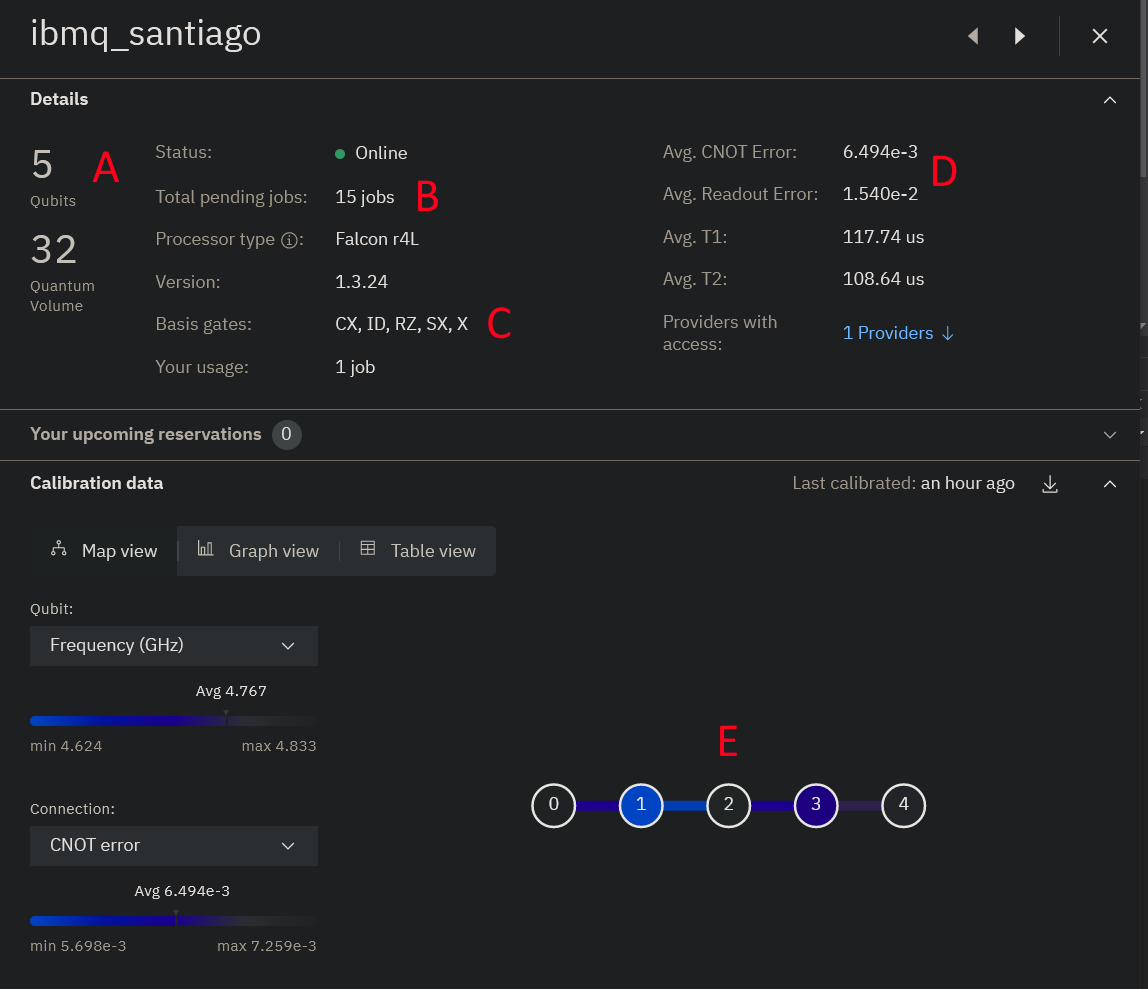 ibmq_santiago
Details
5 A
Qubits
32
Quantum
Volume
Status: Online
Total pending jobs: 15 jobs B
Processor type i: Falcon r4L
Version: 1.3.24
Basis gates: CX, ID, RZ, SX, X C
Your usage: 1 job
Avg. CNOT Error: 6.494e-3 D
Avg. Readout Error: 1.540e-2
Avg. T1: 117.74 us
Avg. T2: 108.64 us
Providers with
access: 1 Providers ↓
Your upcoming reservations 0
Calibration data Last calibrated: an hour ago
Map view Graph view Table view
Qubit:
Frequency (GHz)
Avg 4.767
min 4.624 max 4.833
Connection:
CNOT error
Avg 6.494e-3
min 5.698e-3 max 7.259e-3
E
0 1 2 3 4